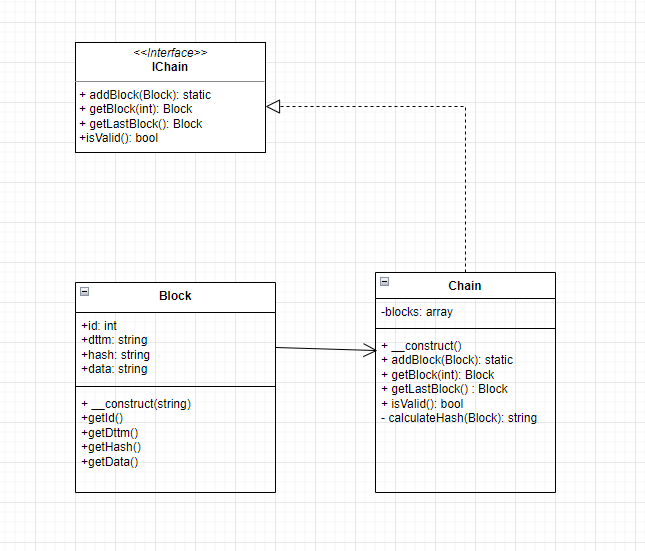 <<Interface>>
IChain
+ addBlock(Block): static
+ getBlock(int): Block
+ getLastBlock(): Block
+isValid(): bool
Block
+id: int
+dttm: string
+hash: string
+data: string
+ __construct(string)
+getId()
+getDttm()
+getHash()
+getData()
Chain
-blocks: array
+ __construct()
+ addBlock(Block): static
+ getBlock(int): Block
+ getLastBlock() : Block
+ isValid(): bool
- calculateHash(Block): string